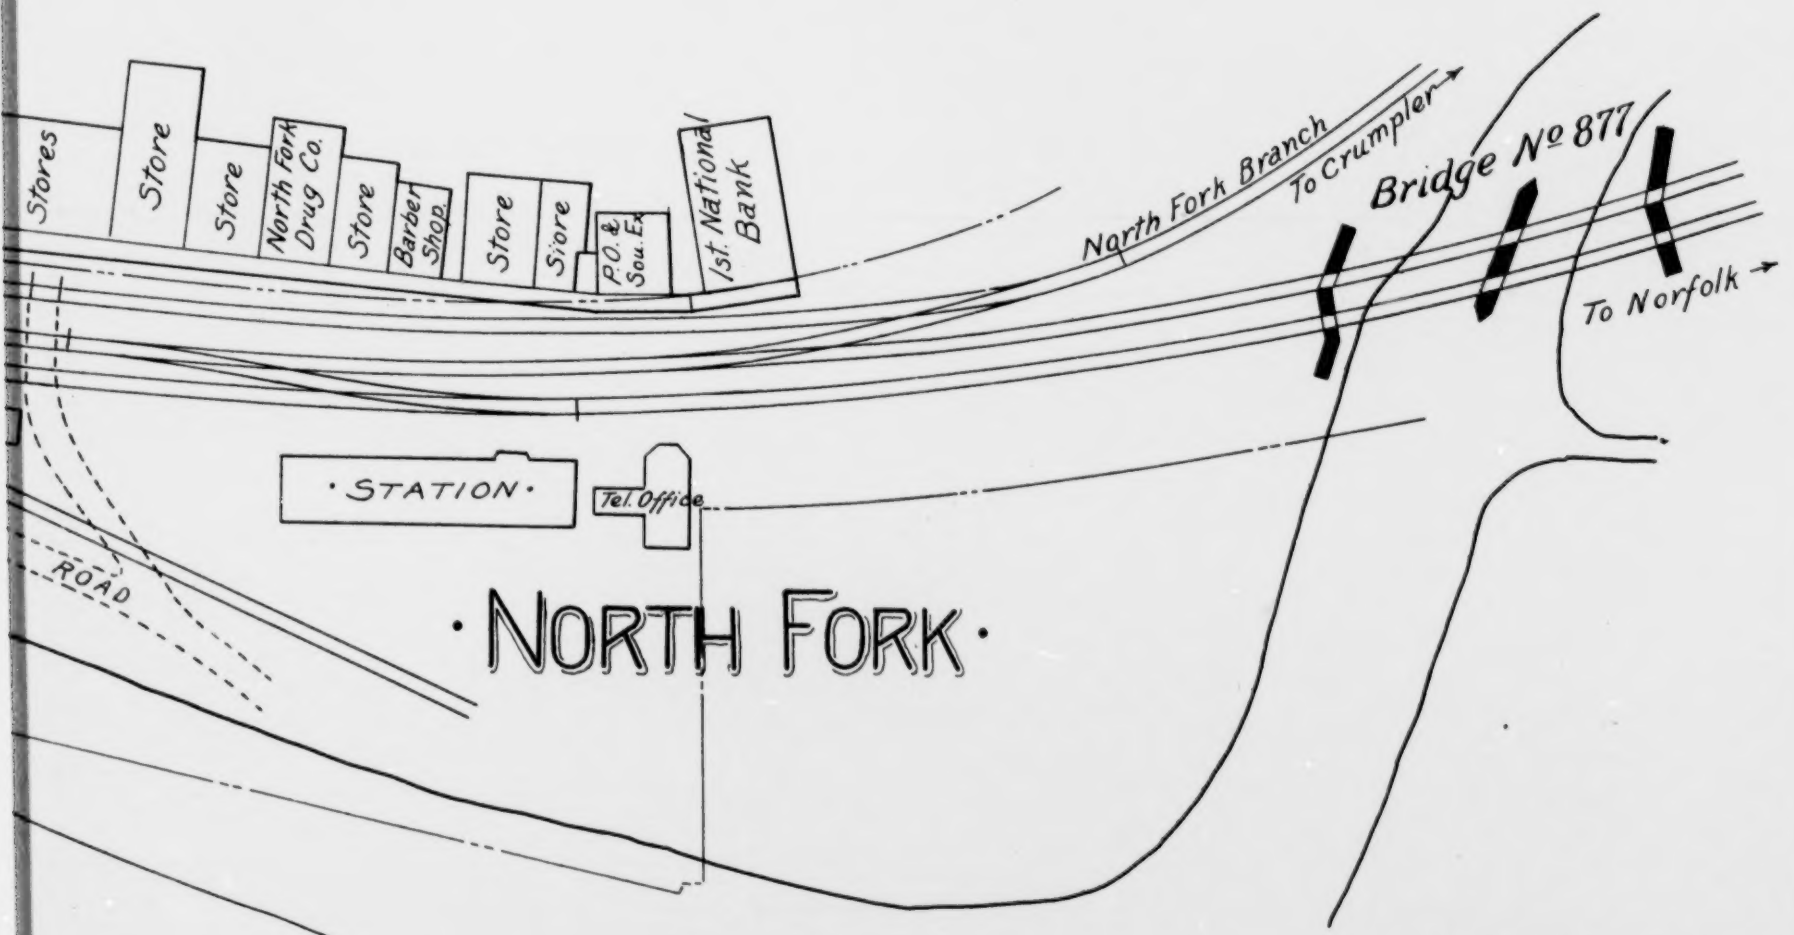 Stores
Store
Store
North Fork
Drug Co.
Store
Barber
Shop.
Store
Store
P.O. &
Sou. Ex
1st. National
Bank
North Fork Branch
To Crumpler
Bridge Nº 877
To Norfolk
· STATION ·
Tel. Office
ROAD
· NORTH FORK ·